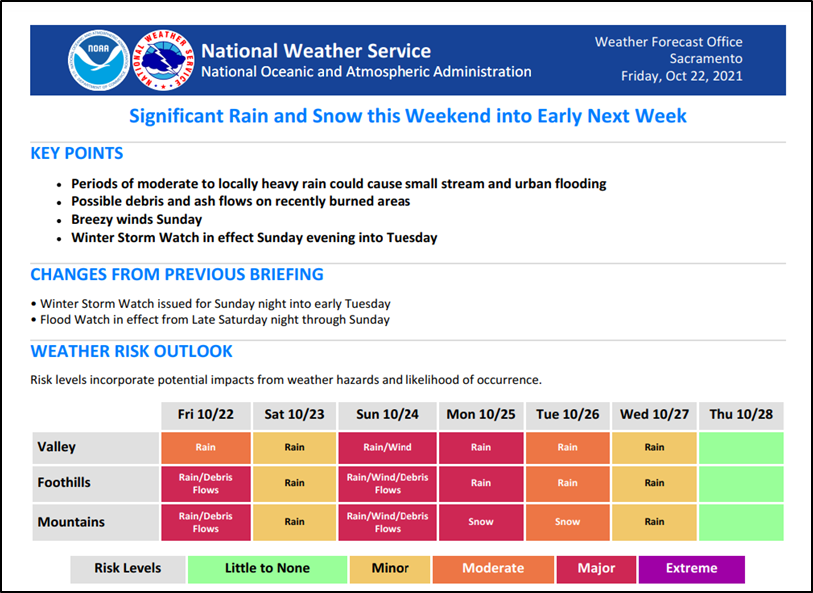 NOAA
NATIONAL WEATHER SERVICE
National Weather Service
National Oceanic and Atmospheric Administration
Weather Forecast Office
Sacramento
Friday, Oct 22, 2021
Significant Rain and Snow this Weekend into Early Next Week
KEY POINTS
• Periods of moderate to locally heavy rain could cause small stream and urban flooding
• Possible debris and ash flows on recently burned areas
• Breezy winds Sunday
• Winter Storm Watch in effect Sunday evening into Tuesday
CHANGES FROM PREVIOUS BRIEFING
• Winter Storm Watch issued for Sunday night into early Tuesday
• Flood Watch in effect from Late Saturday night through Sunday
WEATHER RISK OUTLOOK
Risk levels incorporate potential impacts from weather hazards and likelihood of occurrence.
Fri 10/22 Sat 10/23 Sun 10/24 Mon 10/25 Tue 10/26 Wed 10/27 Thu 10/28
Valley Rain Rain Rain/Wind Rain Rain Rain
Foothills Rain/Debris Flows Rain Rain/Wind/Debris Flows Rain Rain Rain
Mountains Rain/Debris Flows Rain Rain/Wind/Debris Flows Snow Snow Rain
Risk Levels Little to None Minor Moderate Major Extreme